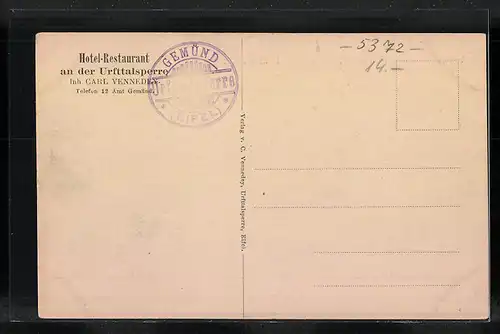 Hotel-Restaurant
an der Urfttalsperre
Inh. CARL VENNEDEY
Telefon 12 Amt Gemünd
GEMÜND
(EIFEL)
Verlag v. C. Vennedey, Urfttalsperre, Eifel.
– 5372 –
14.–